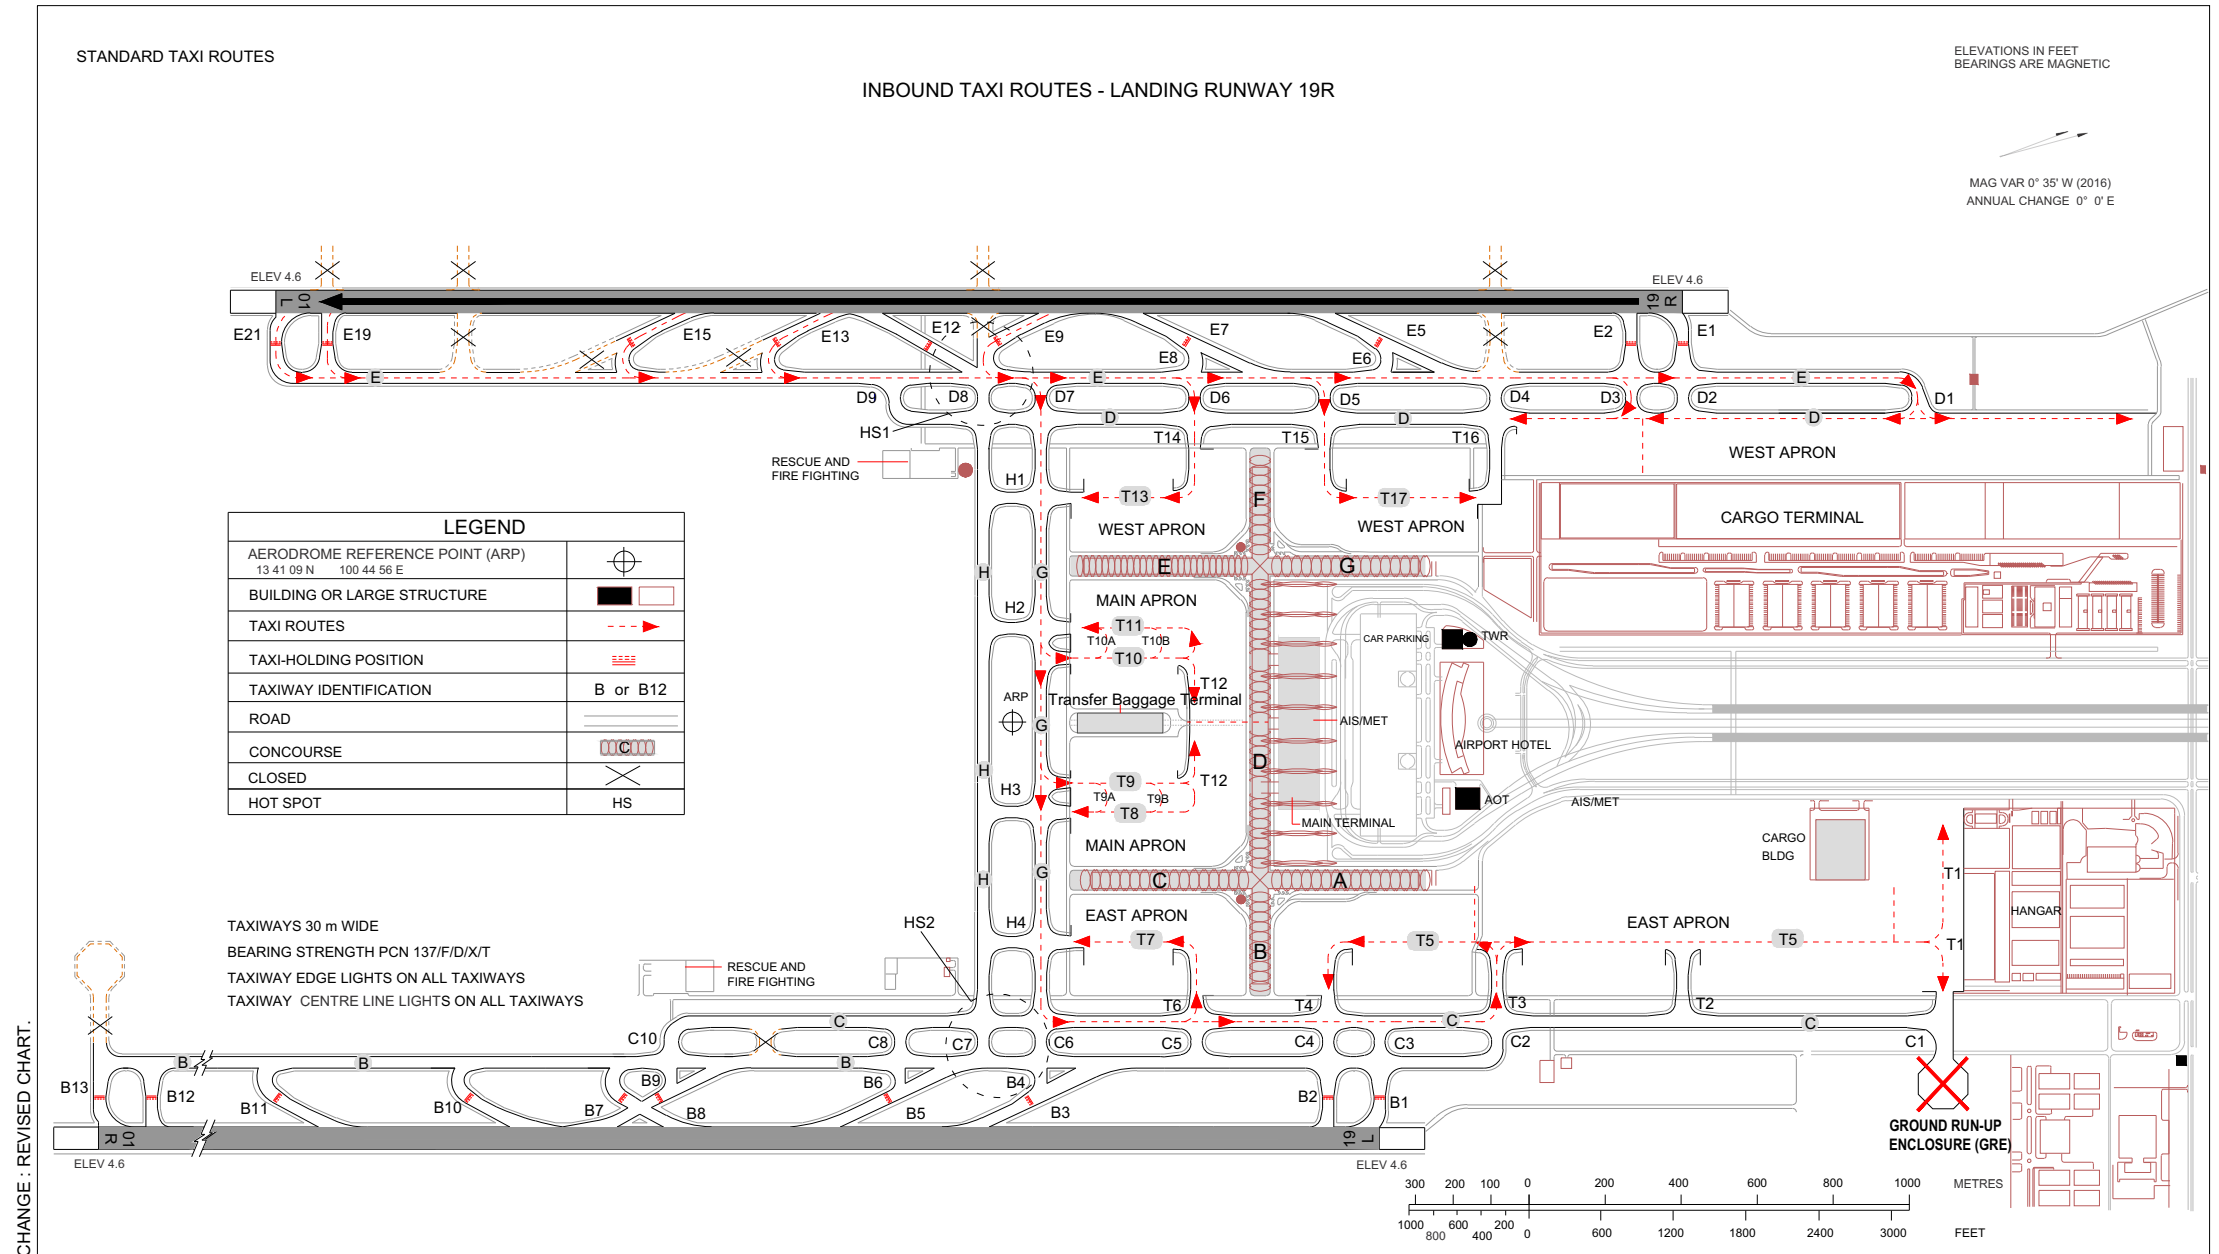 STANDARD TAXI ROUTES
ELEVATIONS IN FEET
BEARINGS ARE MAGNETIC
INBOUND TAXI ROUTES - LANDING RUNWAY 19R
MAG VAR 0° 35' W (2016)
ANNUAL CHANGE 0° 0' E
ELEV 4.6
ELEV 4.6
01 L
19 R
E21
E19
E15
E13
E12
E9
E8
E7
E6
E5
E2
E1
E
E
E
D9
D8
D7
D6
D5
D4
D3
D2
D1
HS1
D
D
D
T14
T15
T16
WEST APRON
RESCUE AND
FIRE FIGHTING
H1
T13
F
T17
WEST APRON
WEST APRON
CARGO TERMINAL
LEGEND
AERODROME REFERENCE POINT (ARP)
13 41 09 N 100 44 56 E
BUILDING OR LARGE STRUCTURE
TAXI ROUTES
TAXI-HOLDING POSITION
TAXIWAY IDENTIFICATION B or B12
ROAD
CONCOURSE C
CLOSED
HOT SPOT HS
H
G
E
G
MAIN APRON
H2
T11
T10A
T10B
T10
CAR PARKING
TWR
T12
ARP
Transfer Baggage Terminal
G
AIS/MET
AIRPORT HOTEL
H
D
T9
T12
H3
T9A
T9B
T8
AOT
AIS/MET
MAIN TERMINAL
MAIN APRON
CARGO
BLDG
H
G
C
A
T1
HANGAR
HS2
H4
EAST APRON
EAST APRON
T7
B
T5
T5
T1
TAXIWAYS 30 m WIDE
BEARING STRENGTH PCN 137/F/D/X/T
TAXIWAY EDGE LIGHTS ON ALL TAXIWAYS
TAXIWAY CENTRE LINE LIGHTS ON ALL TAXIWAYS
RESCUE AND
FIRE FIGHTING
T6
T4
T3
T2
C
C
C
C10
C8
C7
C6
C5
C4
C3
C2
C1
B
B
B
B13
B12
B11
B10
B9
B7
B8
B6
B5
B4
B3
B2
B1
01 R
19 L
ELEV 4.6
ELEV 4.6
GROUND RUN-UP
ENCLOSURE (GRE)
300 200 100 0 200 400 600 800 1000 METRES
1000 800 600 400 200 0 600 1200 1800 2400 3000 FEET
CHANGE : REVISED CHART.